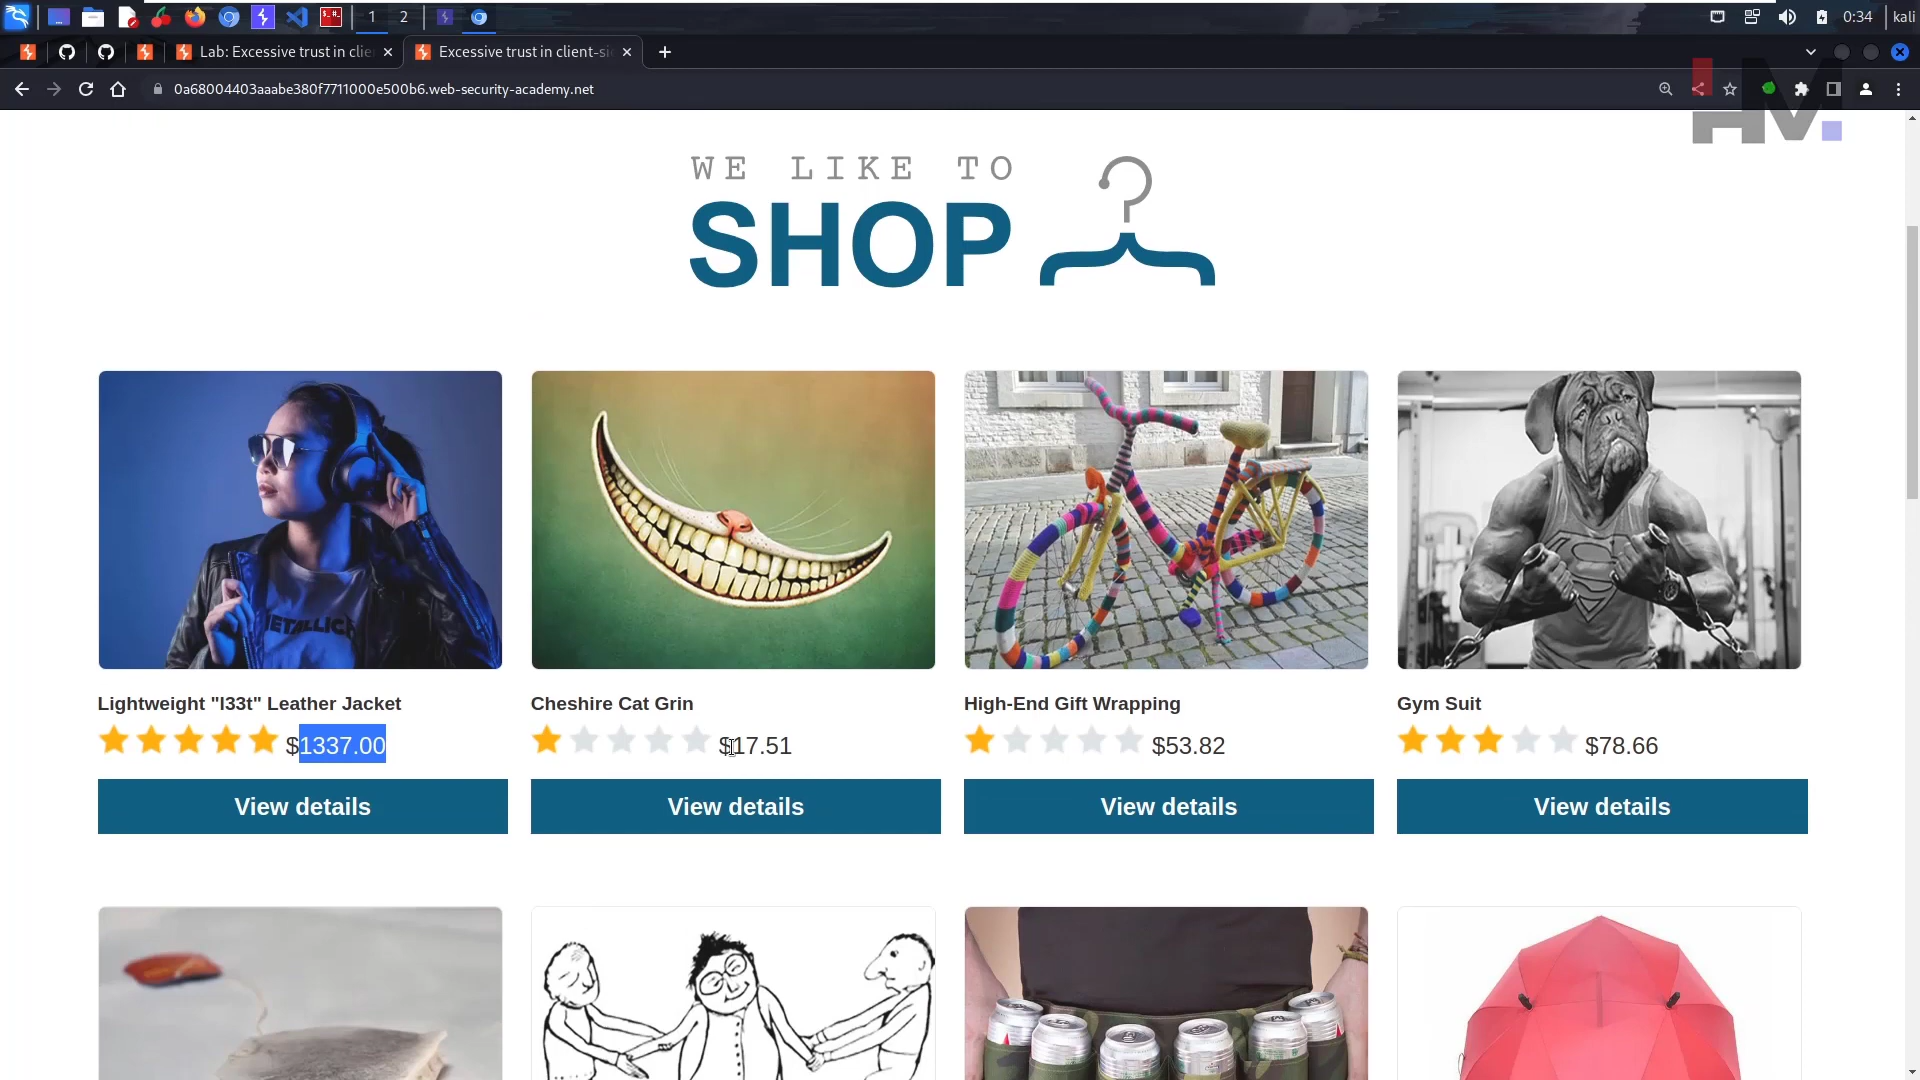 1
2
0:34
kali
Lab: Excessive trust in clie
Excessive trust in client-si
0a68004403aaabe380f7711000e500b6.web-security-academy.net
HM
WE LIKE TO
SHOP
METALLICA
Lightweight "l33t" Leather Jacket
Cheshire Cat Grin
High-End Gift Wrapping
Gym Suit
$1337.00
$17.51
$53.82
$78.66
View details
View details
View details
View details